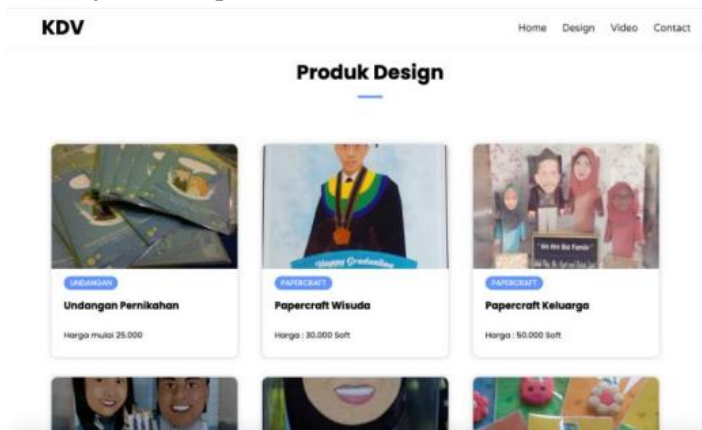 KDV
Home Design Video Contact
Produk Design
Happy Graduation
"We Are Big Family"
UNDANGAN
PAPERCRAFT
PAPERCRAFT
Undangan Pernikahan
Papercraft Wisuda
Papercraft Keluarga
Harga mulai 25.000
Harga : 30.000 Soft
Harga : 50.000 Soft